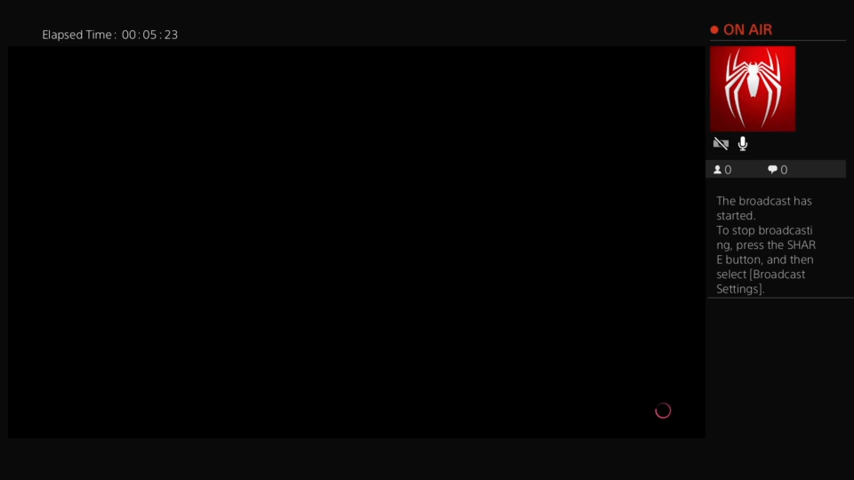 Elapsed Time: 00:05:23
ON AIR
0 0
The broadcast has
started.
To stop broadcasti
ng, press the SHAR
E button, and then
select [Broadcast
Settings].